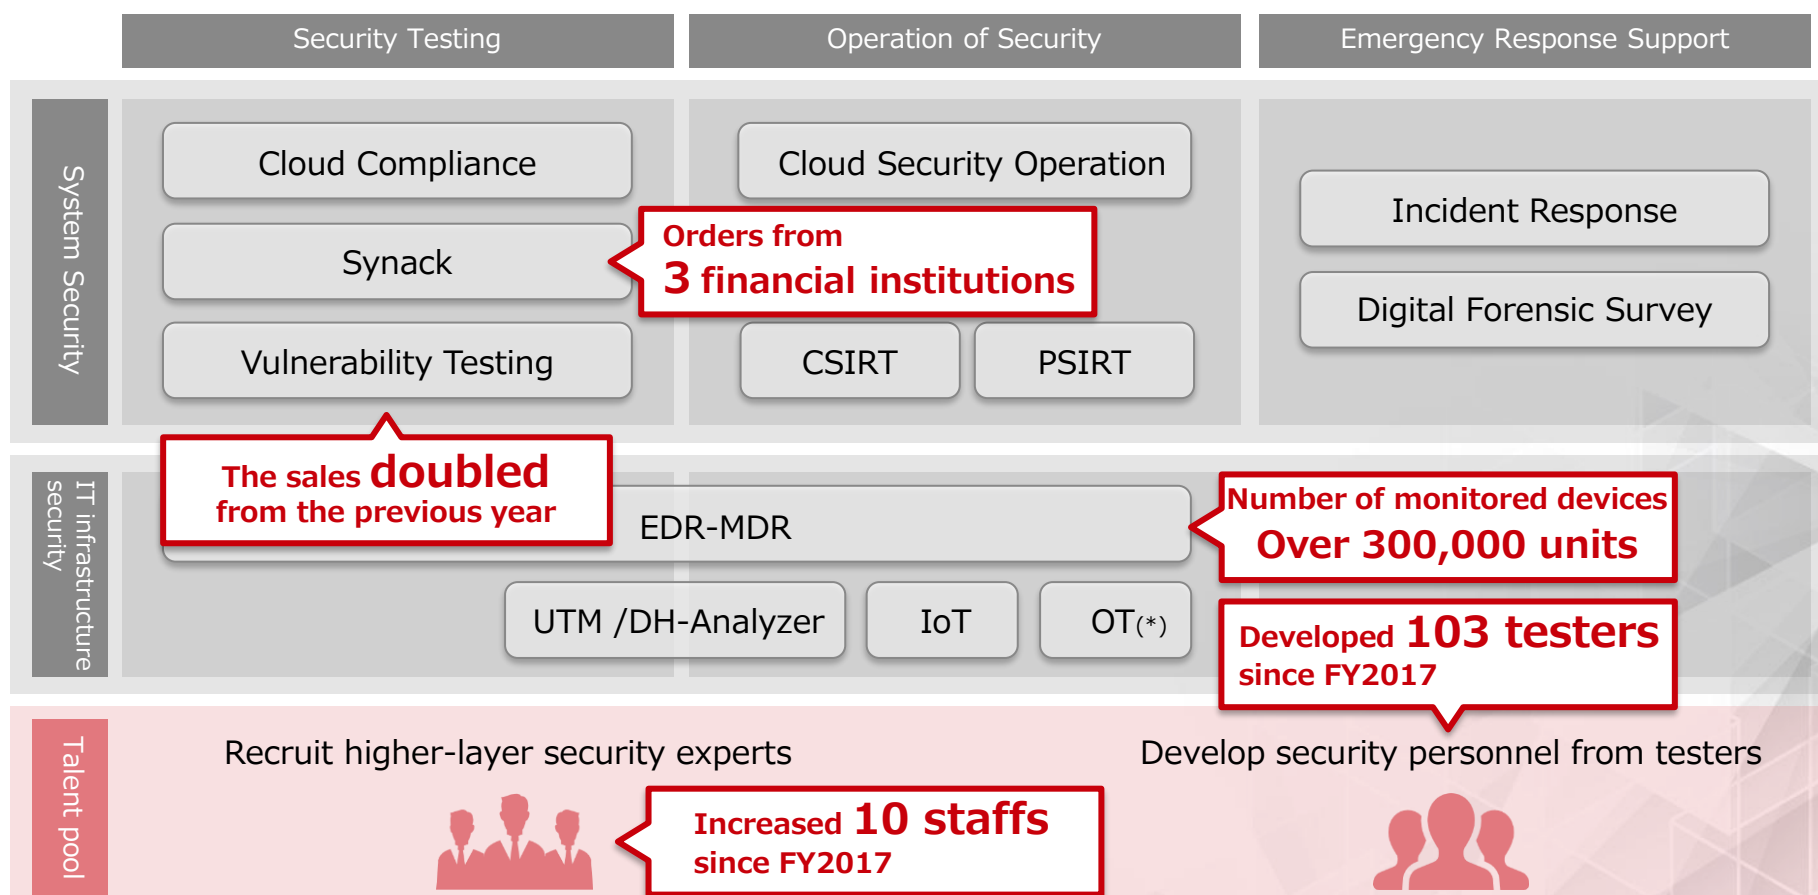 Security Testing
Operation of Security
Emergency Response Support
System Security
Cloud Compliance
Cloud Security Operation
Synack
Orders from
3 financial institutions
Incident Response
Digital Forensic Survey
Vulnerability Testing
CSIRT
PSIRT
The sales doubled
from the previous year
IT infrastructure
security
EDR-MDR
Number of monitored devices
Over 300,000 units
UTM /DH-Analyzer
IoT
OT(*)
Developed 103 testers
since FY2017
Talent pool
Recruit higher-layer security experts
Develop security personnel from testers
Increased 10 staffs
since FY2017